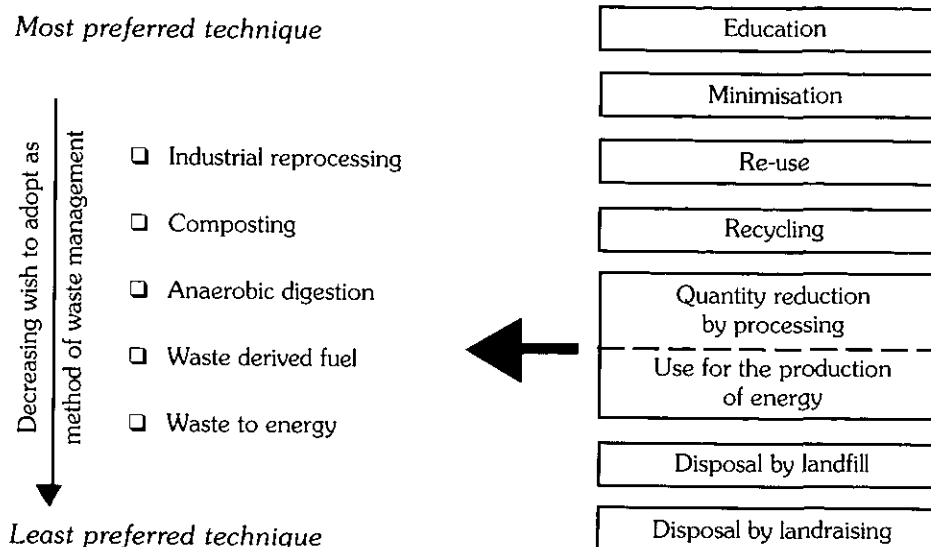 Most preferred technique
Decreasing wish to adopt as
method of waste management
❑ Industrial reprocessing
❑ Composting
❑ Anaerobic digestion
❑ Waste derived fuel
❑ Waste to energy
Least preferred technique
Education
Minimisation
Re-use
Recycling
Quantity reduction
by processing
Use for the production
of energy
Disposal by landfill
Disposal by landraising